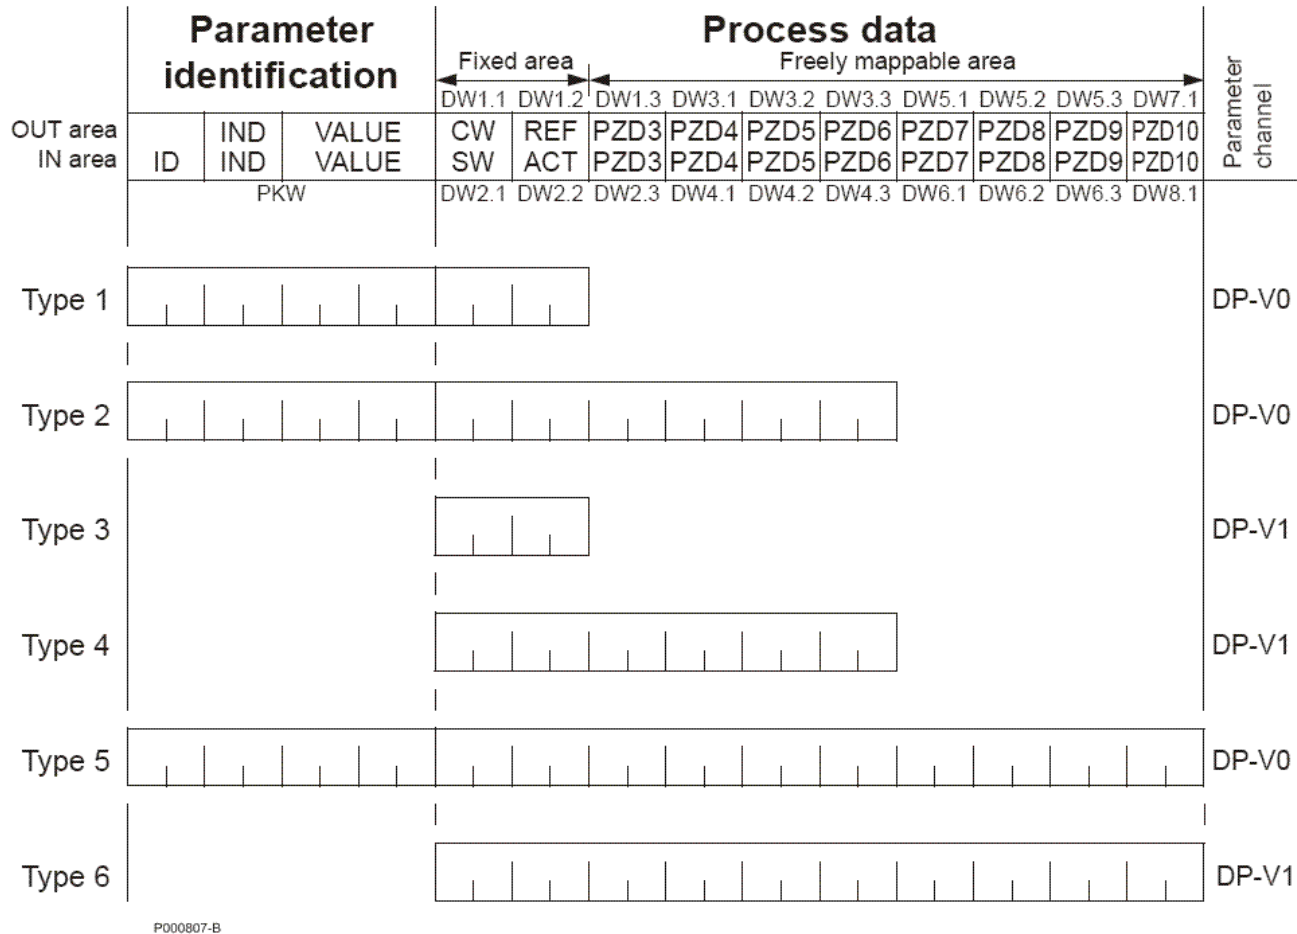 Parameter identification
Process data
Fixed area
Freely mappable area
Parameter channel
DW1.1 DW1.2 DW1.3 DW3.1 DW3.2 DW3.3 DW5.1 DW5.2 DW5.3 DW7.1
OUT area IND VALUE CW REF PZD3 PZD4 PZD5 PZD6 PZD7 PZD8 PZD9 PZD10
IN area ID IND VALUE SW ACT PZD3 PZD4 PZD5 PZD6 PZD7 PZD8 PZD9 PZD10
PKW DW2.1 DW2.2 DW2.3 DW4.1 DW4.2 DW4.3 DW6.1 DW6.2 DW6.3 DW8.1
Type 1 DP-V0
Type 2 DP-V0
Type 3 DP-V1
Type 4 DP-V1
Type 5 DP-V0
Type 6 DP-V1
P000807-B